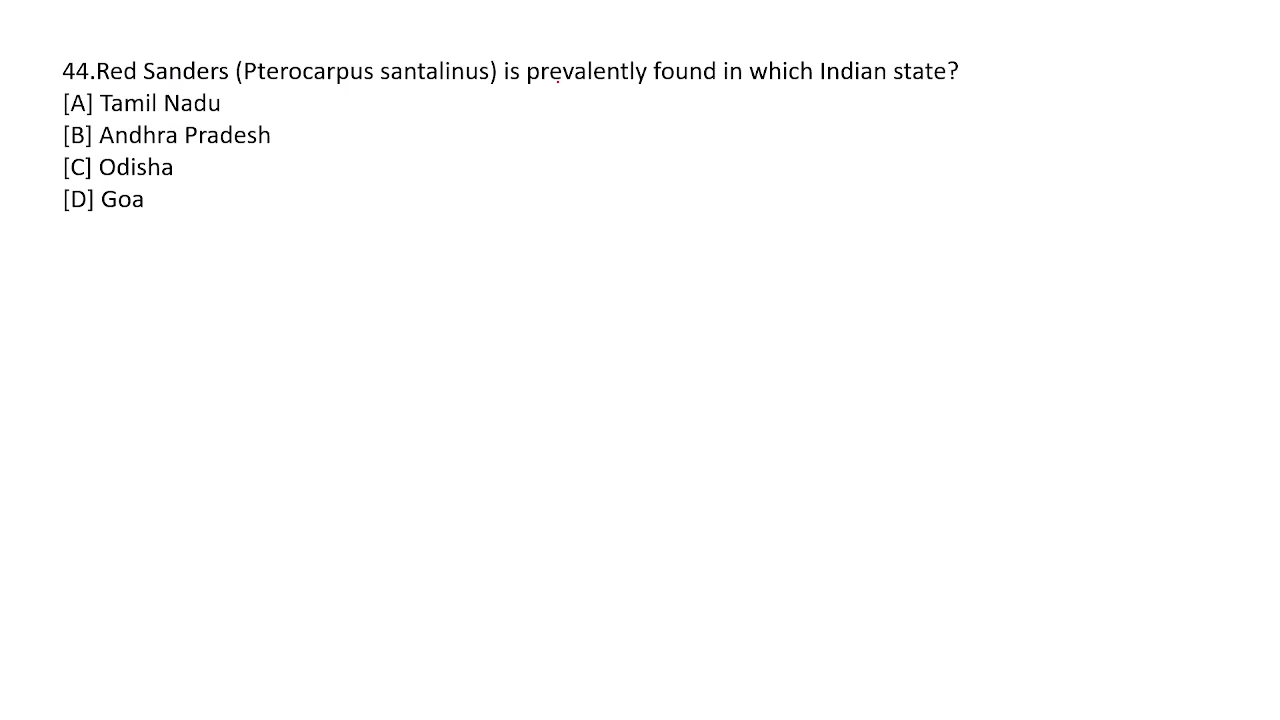 44.Red Sanders (Pterocarpus santalinus) is prevalently found in which Indian state?
[A] Tamil Nadu
[B] Andhra Pradesh
[C] Odisha
[D] Goa